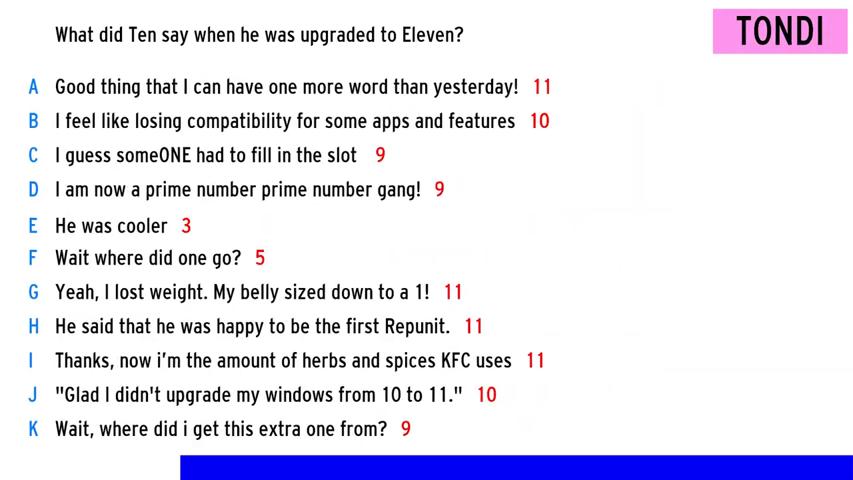 What did Ten say when he was upgraded to Eleven?
TONDI
A Good thing that I can have one more word than yesterday! 11
B I feel like losing compatibility for some apps and features 10
C I guess someONE had to fill in the slot 9
D I am now a prime number prime number gang! 9
E He was cooler 3
F Wait where did one go? 5
G Yeah, I lost weight. My belly sized down to a 1! 11
H He said that he was happy to be the first Repunit. 11
I Thanks, now i'm the amount of herbs and spices KFC uses 11
J "Glad I didn't upgrade my windows from 10 to 11." 10
K Wait, where did i get this extra one from? 9